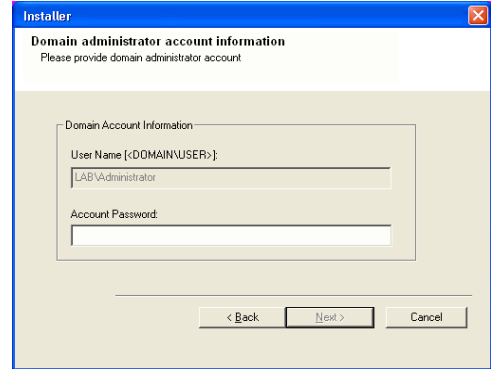 Installer
Domain administrator account information
Please provide domain administrator account
Domain Account Information
User Name [<DOMAIN\USER>]:
LAB\Administrator
Account Password:
< Back
Next >
Cancel